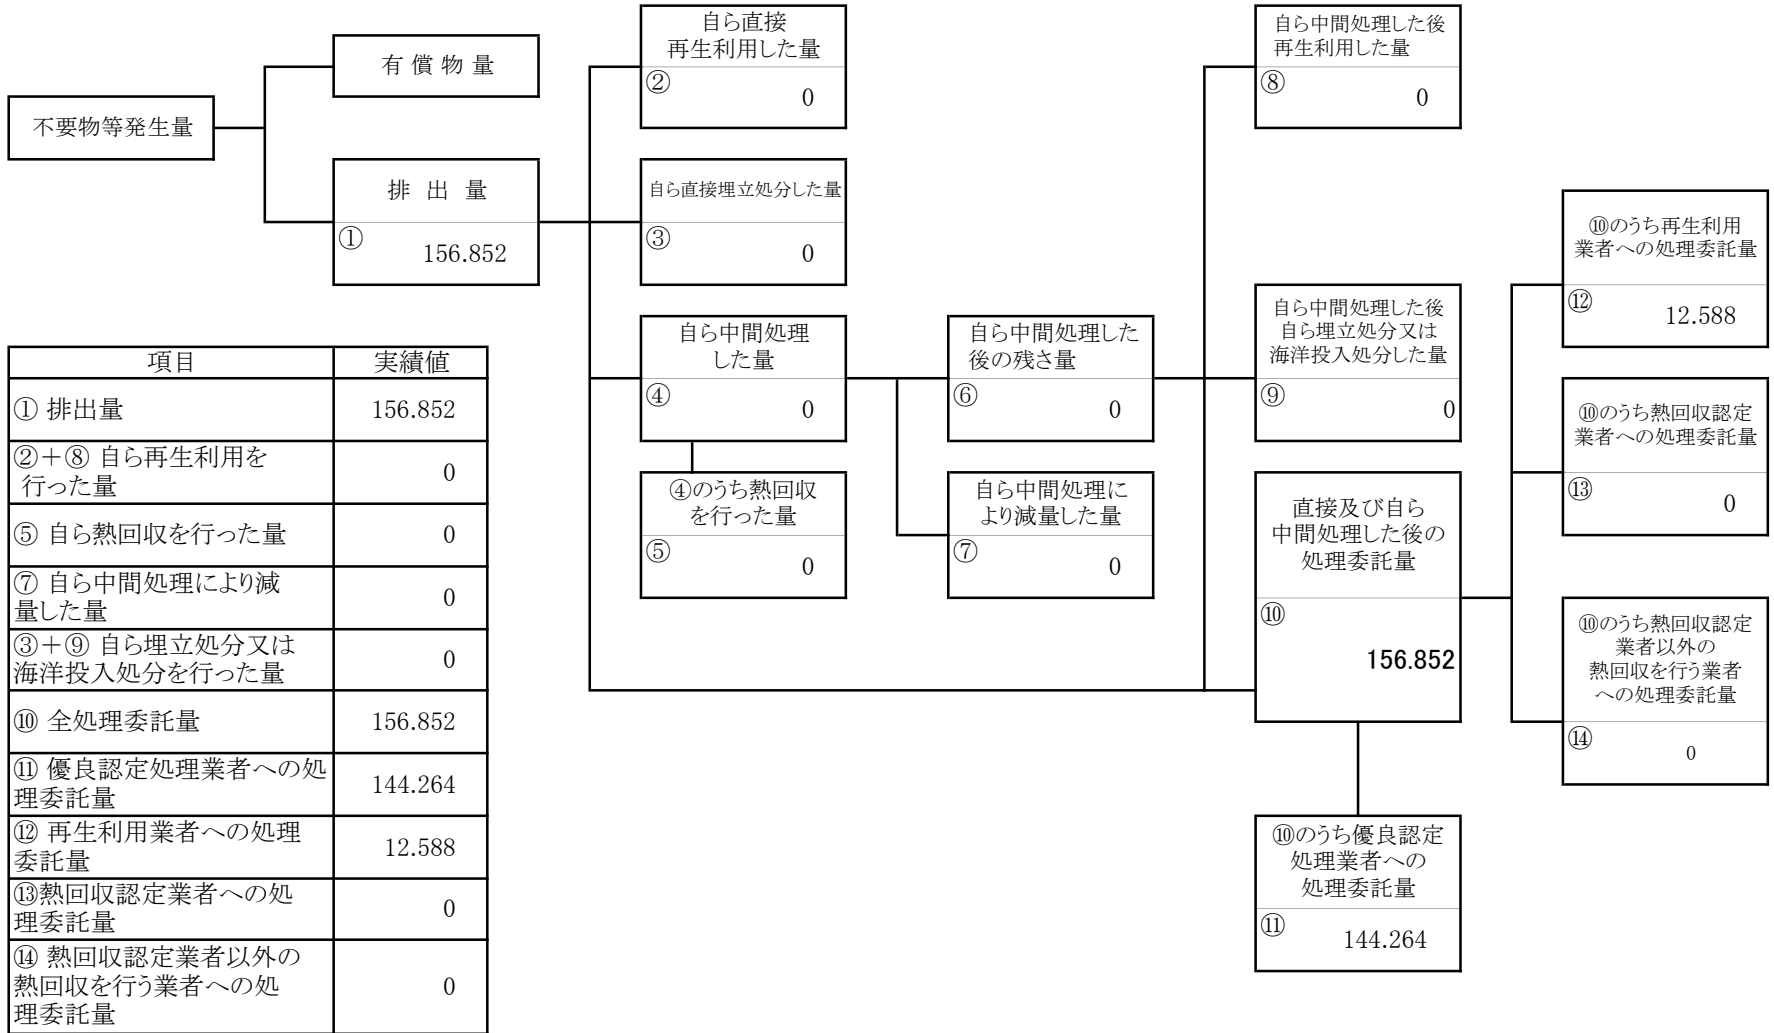 不要物等発生量
有 償 物 量
排 出 量
①
156.852
自ら直接
再生利用した量
②
0
自ら直接埋立処分した量
③
0
自ら中間処理
した量
④
0
④のうち熱回収
を行った量
⑤
0
自ら中間処理した
後の残さ量
⑥
0
自ら中間処理に
より減量した量
⑦
0
自ら中間処理した後
再生利用した量
⑧
0
自ら中間処理した後
自ら埋立処分又は
海洋投入処分した量
⑨
0
直接及び自ら
中間処理した後の
処理委託量
⑩
156.852
⑩のうち優良認定
処理業者への
処理委託量
⑪
144.264
⑩のうち再生利用
業者への処理委託量
⑫
12.588
⑩のうち熱回収認定
業者への処理委託量
⑬
0
⑩のうち熱回収認定
業者以外の
熱回収を行う業者
への処理委託量
⑭
0
項目 実績値
① 排出量 156.852
②+⑧ 自ら再生利用を
行った量 0
⑤ 自ら熱回収を行った量 0
⑦ 自ら中間処理により減
量した量 0
③+⑨ 自ら埋立処分又は
海洋投入処分を行った量 0
⑩ 全処理委託量 156.852
⑪ 優良認定処理業者への処
理委託量 144.264
⑫ 再生利用業者への処理
委託量 12.588
⑬熱回収認定業者への処
理委託量 0
⑭ 熱回収認定業者以外の
熱回収を行う業者への処
理委託量 0